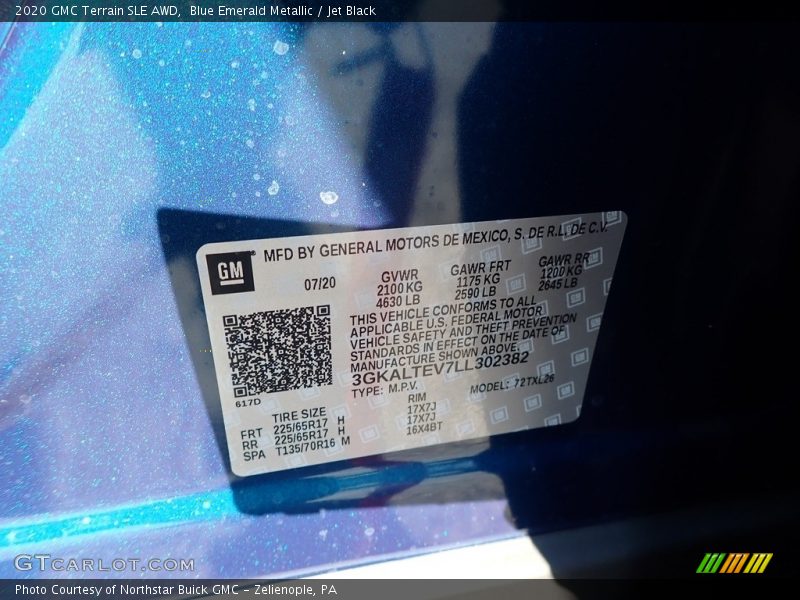 2020 GMC Terrain SLE AWD,  Blue Emerald Metallic / Jet Black
GM
MFD BY GENERAL MOTORS DE MEXICO, S. DE R.L. DE C.V.
07/20
GVWR
2100 KG
4630 LB
GAWR FRT
1175 KG
2590 LB
GAWR RR
1200 KG
2645 LB
THIS VEHICLE CONFORMS TO ALL
APPLICABLE U.S. FEDERAL MOTOR
VEHICLE SAFETY AND THEFT PREVENTION
STANDARDS IN EFFECT ON THE DATE OF
MANUFACTURE SHOWN ABOVE.
3GKALTEV7LL302382
TYPE: M.P.V. MODEL: 72TXL26
617D
TIRE SIZE RIM
FRT 225/65R17 H 17X7J
RR 225/65R17 H 17X7J
SPA T135/70R16 M 16X4BT
GTCARLOT.COM
Photo Courtesy of Northstar Buick GMC - Zelienople, PA